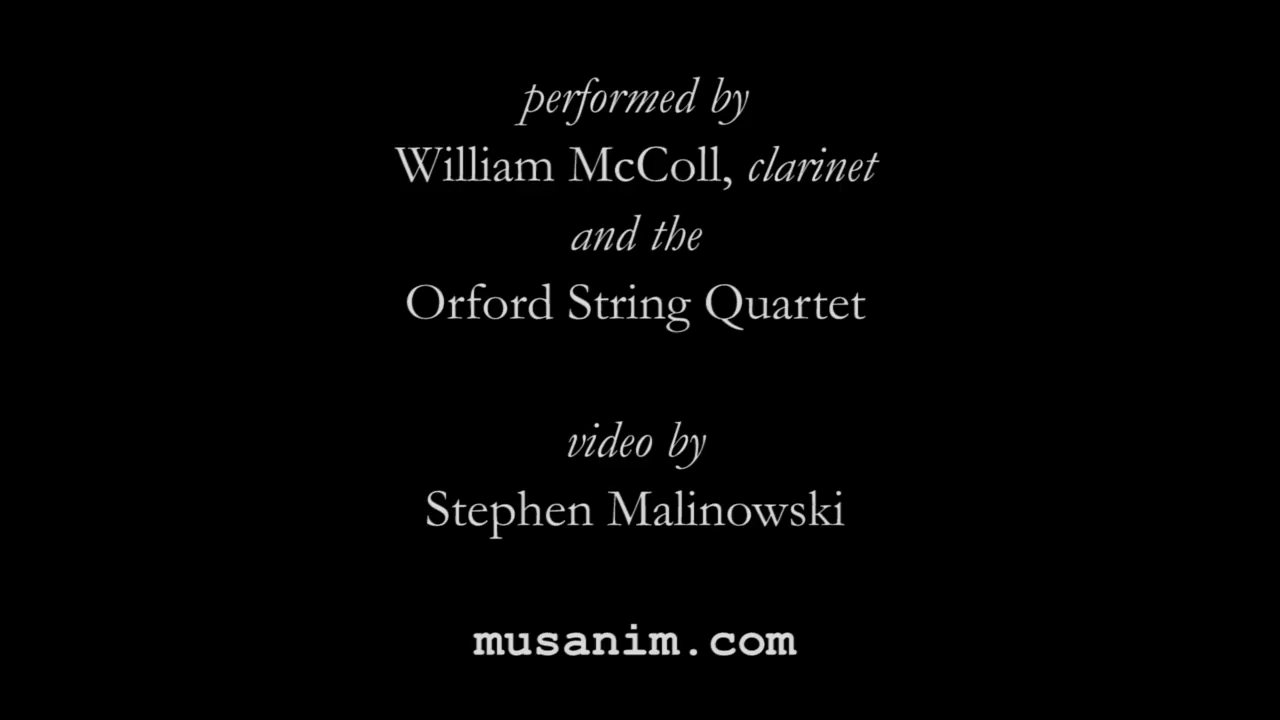 performed by
William McColl, clarinet
and the
Orford String Quartet
video by
Stephen Malinowski
musanim.com